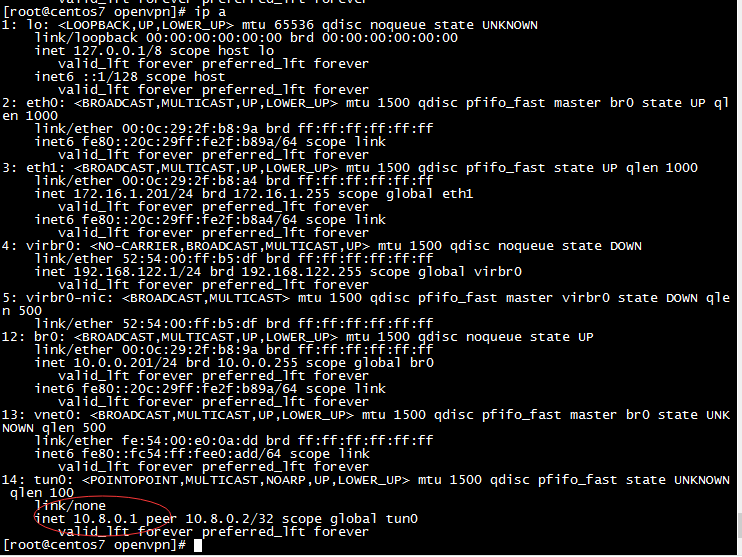 valid_lft forever preferred_lft forever
[root@centos7 openvpn]# ip a
1: lo: <LOOPBACK,UP,LOWER_UP> mtu 65536 qdisc noqueue state UNKNOWN
    link/loopback 00:00:00:00:00:00 brd 00:00:00:00:00:00
    inet 127.0.0.1/8 scope host lo
       valid_lft forever preferred_lft forever
    inet6 ::1/128 scope host
       valid_lft forever preferred_lft forever
2: eth0: <BROADCAST,MULTICAST,UP,LOWER_UP> mtu 1500 qdisc pfifo_fast master br0 state UP ql
en 1000
    link/ether 00:0c:29:2f:b8:9a brd ff:ff:ff:ff:ff:ff
    inet6 fe80::20c:29ff:fe2f:b89a/64 scope link
       valid_lft forever preferred_lft forever
3: eth1: <BROADCAST,MULTICAST,UP,LOWER_UP> mtu 1500 qdisc pfifo_fast state UP qlen 1000
    link/ether 00:0c:29:2f:b8:a4 brd ff:ff:ff:ff:ff:ff
    inet 172.16.1.201/24 brd 172.16.1.255 scope global eth1
       valid_lft forever preferred_lft forever
    inet6 fe80::20c:29ff:fe2f:b8a4/64 scope link
       valid_lft forever preferred_lft forever
4: virbr0: <NO-CARRIER,BROADCAST,MULTICAST,UP> mtu 1500 qdisc noqueue state DOWN
    link/ether 52:54:00:ff:b5:df brd ff:ff:ff:ff:ff:ff
    inet 192.168.122.1/24 brd 192.168.122.255 scope global virbr0
       valid_lft forever preferred_lft forever
5: virbr0-nic: <BROADCAST,MULTICAST> mtu 1500 qdisc pfifo_fast master virbr0 state DOWN qle
n 500
    link/ether 52:54:00:ff:b5:df brd ff:ff:ff:ff:ff:ff
12: br0: <BROADCAST,MULTICAST,UP,LOWER_UP> mtu 1500 qdisc noqueue state UP
    link/ether 00:0c:29:2f:b8:9a brd ff:ff:ff:ff:ff:ff
    inet 10.0.0.201/24 brd 10.0.0.255 scope global br0
       valid_lft forever preferred_lft forever
    inet6 fe80::20c:29ff:fe2f:b89a/64 scope link
       valid_lft forever preferred_lft forever
13: vnet0: <BROADCAST,MULTICAST,UP,LOWER_UP> mtu 1500 qdisc pfifo_fast master br0 state UNK
NOWN qlen 500
    link/ether fe:54:00:e0:0a:dd brd ff:ff:ff:ff:ff:ff
    inet6 fe80::fc54:ff:fee0:add/64 scope link
       valid_lft forever preferred_lft forever
14: tun0: <POINTOPOINT,MULTICAST,NOARP,UP,LOWER_UP> mtu 1500 qdisc pfifo_fast state UNKNOWN
 qlen 100
    link/none
    inet 10.8.0.1 peer 10.8.0.2/32 scope global tun0
       valid_lft forever preferred_lft forever
[root@centos7 openvpn]#